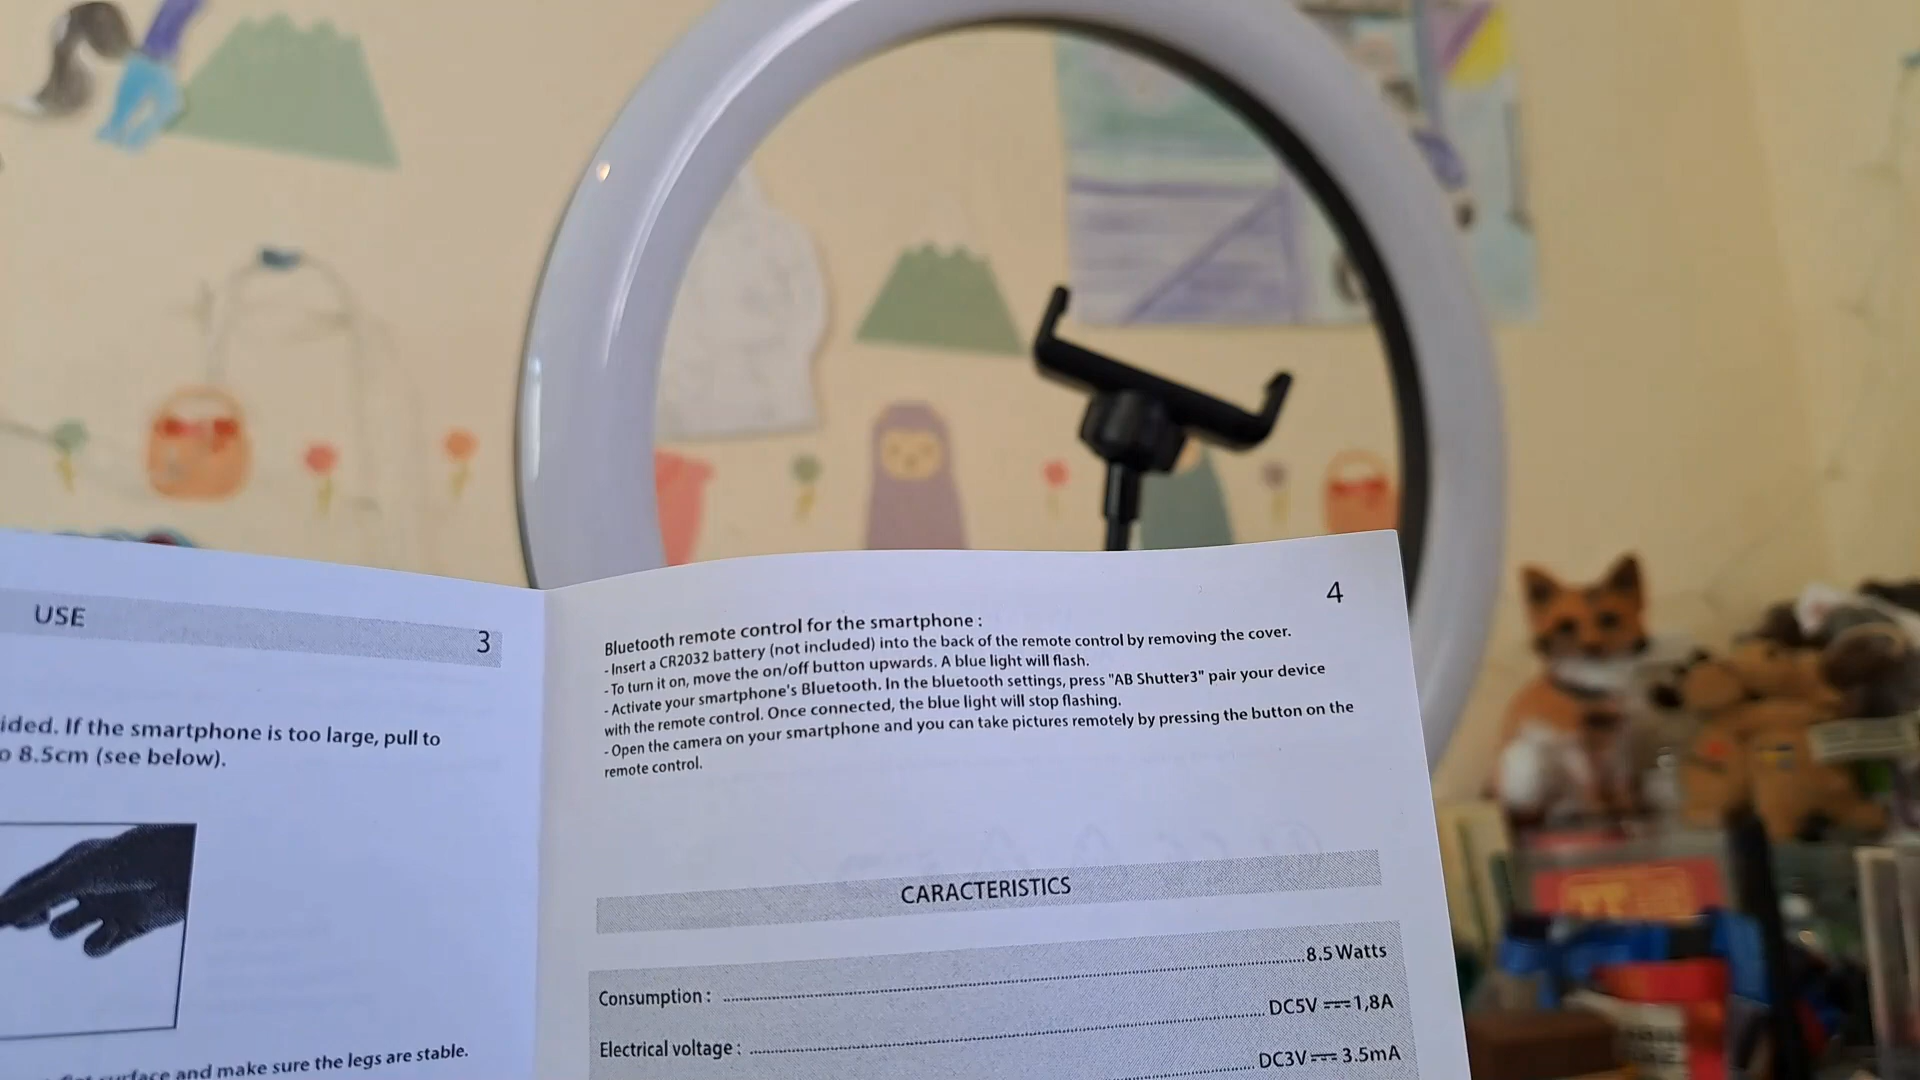 USE
3
ided. If the smartphone is too large, pull to
o 8.5cm (see below).
surface and make sure the legs are stable.
4
Bluetooth remote control for the smartphone :
- Insert a CR2032 battery (not included) into the back of the remote control by removing the cover.
- To turn it on, move the on/off button upwards. A blue light will flash.
- Activate your smartphone's Bluetooth. In the bluetooth settings, press "AB Shutter3" pair your device
with the remote control. Once connected, the blue light will stop flashing.
- Open the camera on your smartphone and you can take pictures remotely by pressing the button on the
remote control.
CARACTERISTICS
Consumption : 8.5 Watts
Electrical voltage : DC5V ⎓ 1,8A
DC3V ⎓ 3.5mA